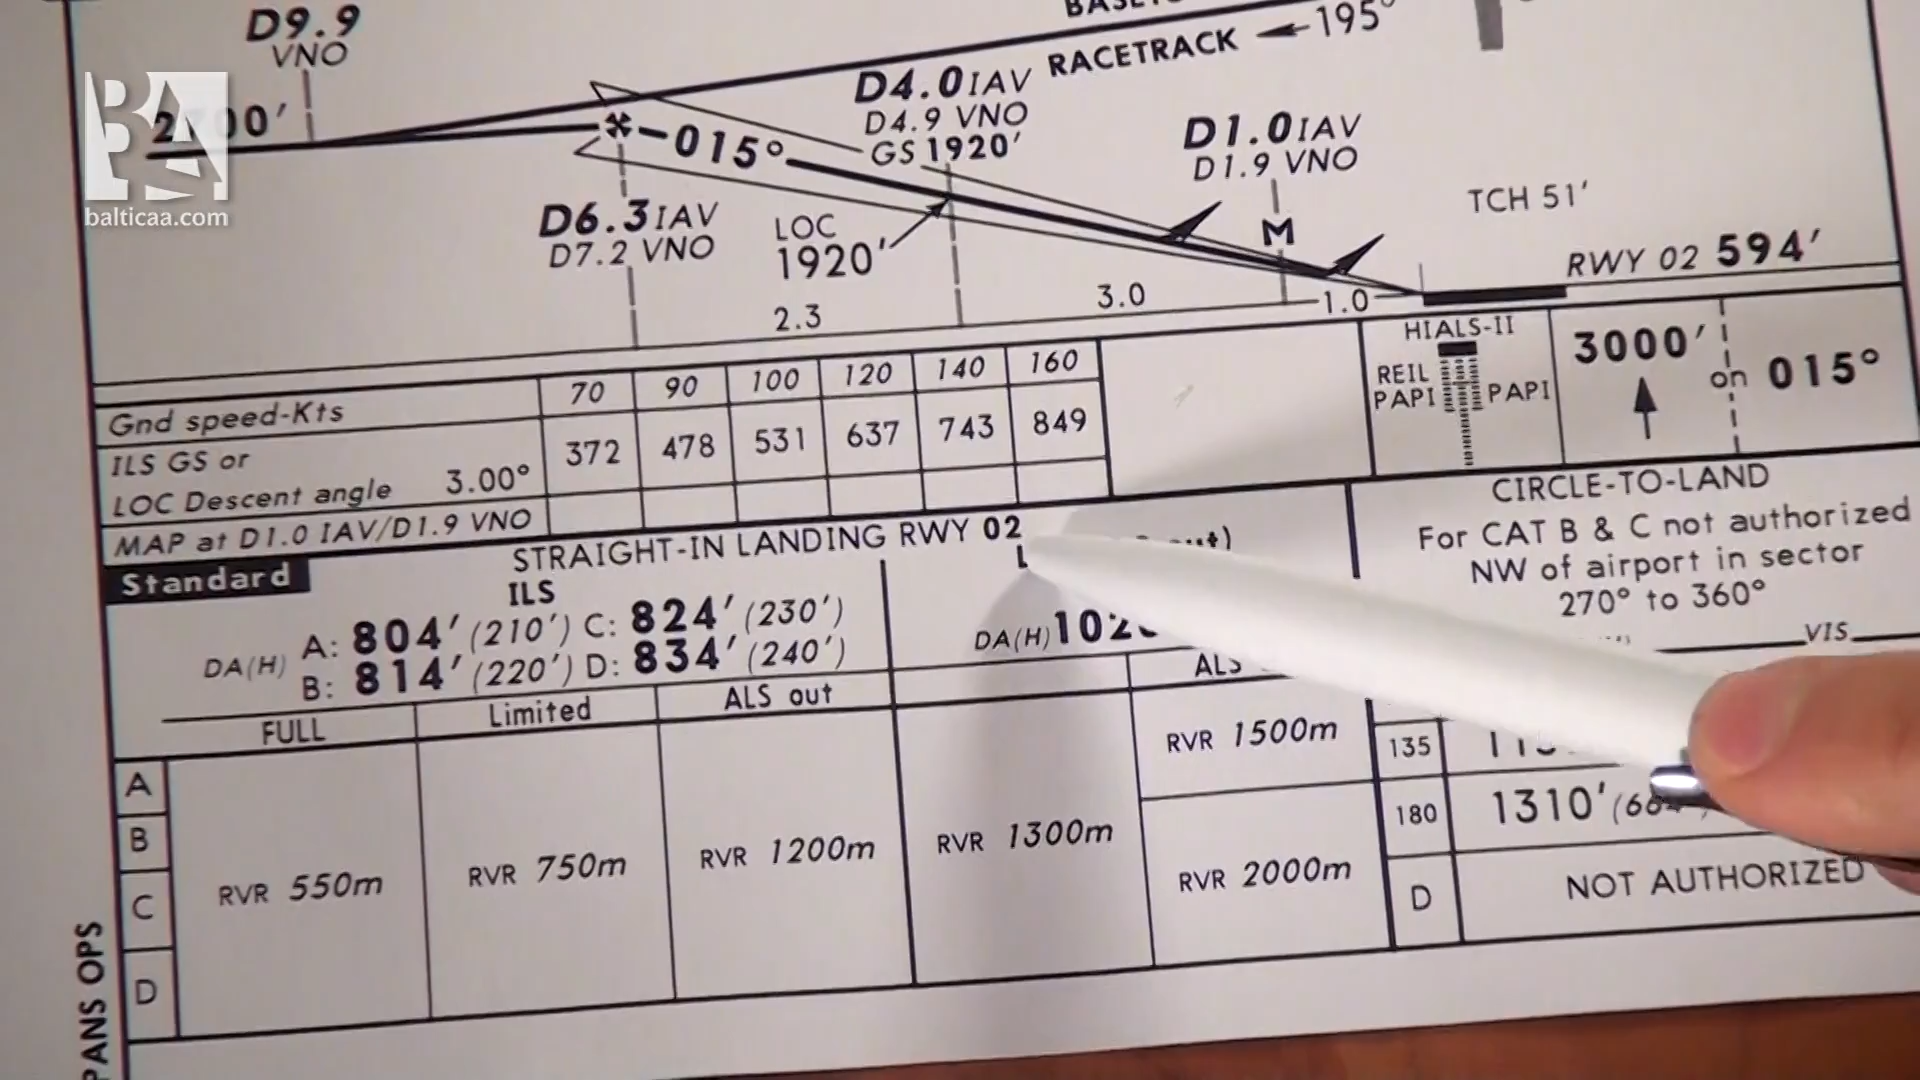 BA
balticaa.com
D9.9
VNO
RACETRACK
195°
D4.0 IAV
D4.9 VNO
GS 1920'
015°
D1.0 IAV
D1.9 VNO
TCH 51'
D6.3 IAV
D7.2 VNO
LOC
1920'
M
RWY 02 594'
2.3
3.0
1.0
Gnd speed-Kts 70 90 100 120 140 160
ILS GS or
LOC Descent angle 3.00° 372 478 531 637 743 849
MAP at D1.0 IAV/D1.9 VNO
HIALS-II
REIL
PAPI
PAPI
3000'
on 015°
Standard
STRAIGHT-IN LANDING RWY 02
ILS
DA(H)
A: 804' (210') C: 824' (230')
B: 814' (220') D: 834' (240')
DA(H)
CIRCLE-TO-LAND
For CAT B & C not authorized
NW of airport in sector
270° to 360°
VIS
FULL
Limited
ALS out
ALS
A
B
C
D
RVR 550m
RVR 750m
RVR 1200m
RVR 1300m
RVR 1500m
RVR 2000m
135
180 1310'
D NOT AUTHORIZED
PANS OPS